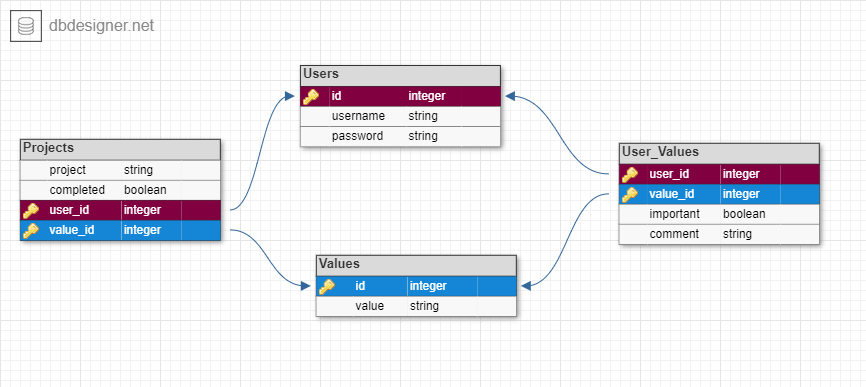 dbdesigner.net
Users
id integer
username string
password string
Projects
project string
completed boolean
user_id integer
value_id integer
User_Values
user_id integer
value_id integer
important boolean
comment string
Values
id integer
value string